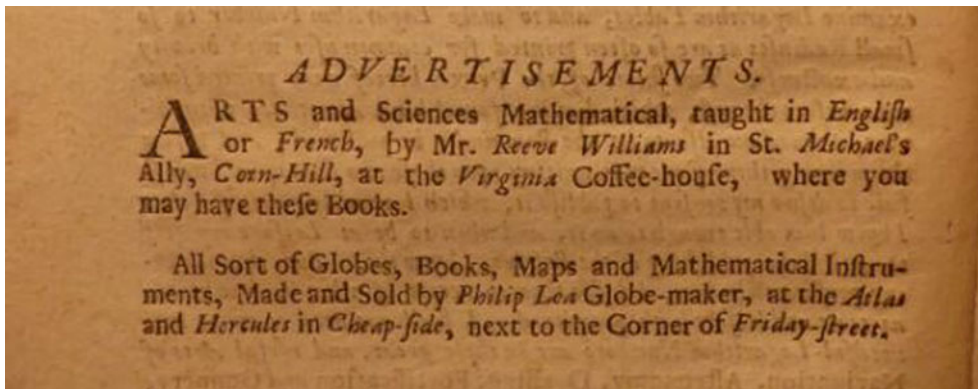 ADVERTISEMENTS.
ARTS and Sciences Mathematical, taught in Engliſh
or French, by Mr. Reeve Williams in St. Michael's
Ally, Corn-Hill, at the Virginia Coffee-houſe, where you
may have theſe Books.
All Sort of Globes, Books, Maps and Mathematical Inſtru-
ments, Made and Sold by Philip Lea Globe-maker, at the Atlas
and Hercules in Cheap-ſide, next to the Corner of Friday-ſtreet.